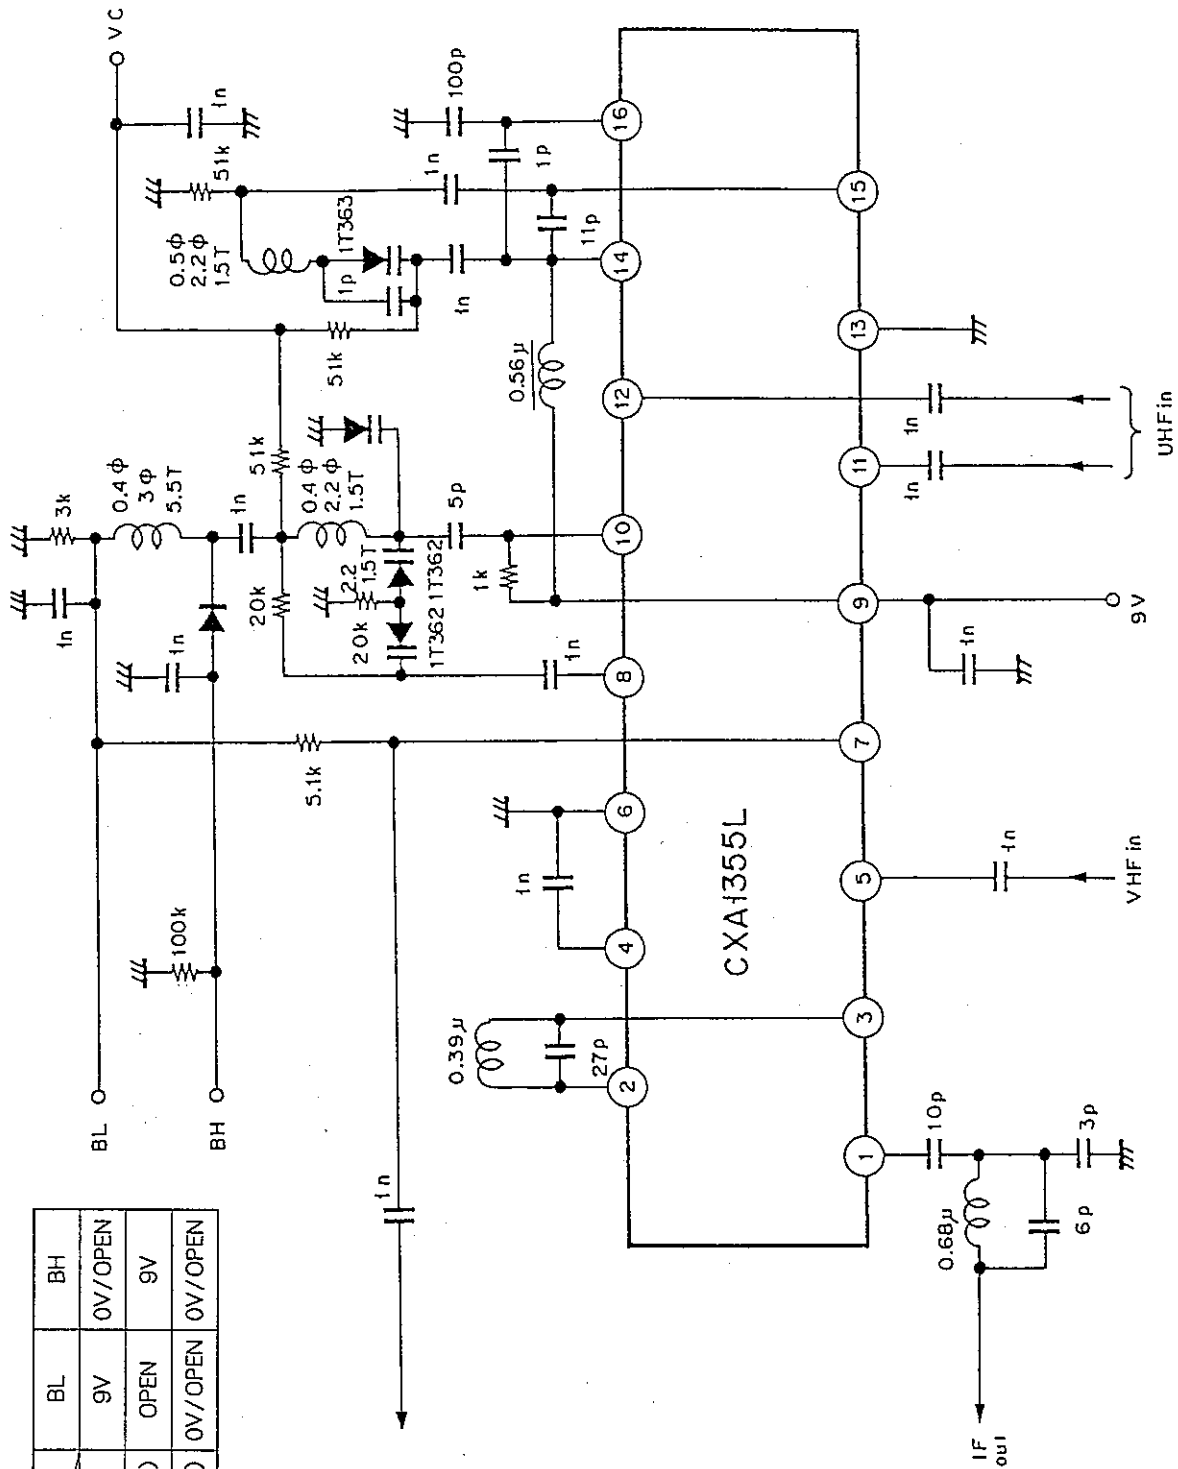 BL BH
9V 0V/OPEN
OPEN 9V
) 0V/OPEN 0V/OPEN
BL
BH
VC
1n
51k
0.5φ
2.2φ
1.5T
1T363
1p
1n
1n
100p
1p
11p
51k
51k
0.56μ
3k
0.4φ
3φ
5.5T
1n
1n
1n
20k
0.4φ
2.2φ
1.5T
2.2
1.5T
20k
1T362
1T362
5p
1k
1n
5.1k
100k
1n
1n
0.39μ
27p
CXA1355L
1
2
3
4
5
6
7
8
9
10
11
12
13
14
15
16
10p
0.68μ
6p
3p
IF
out
1n
VHFin
1n
9V
1n
1n
UHFin